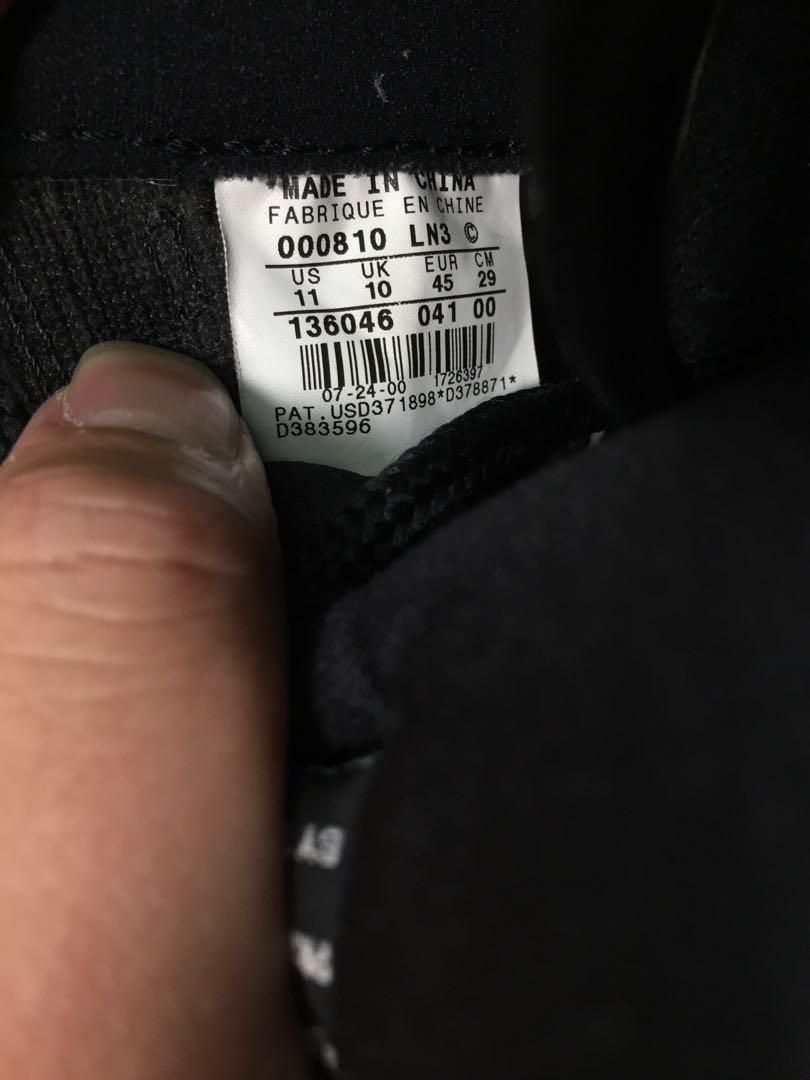 MADE IN CHINA
FABRIQUE EN CHINE
000810 LN3 ©
US UK EUR CM
11 10 45 29
136046 041 00
07-24-00 1726397
PAT.USD371898*D378871*
D383596